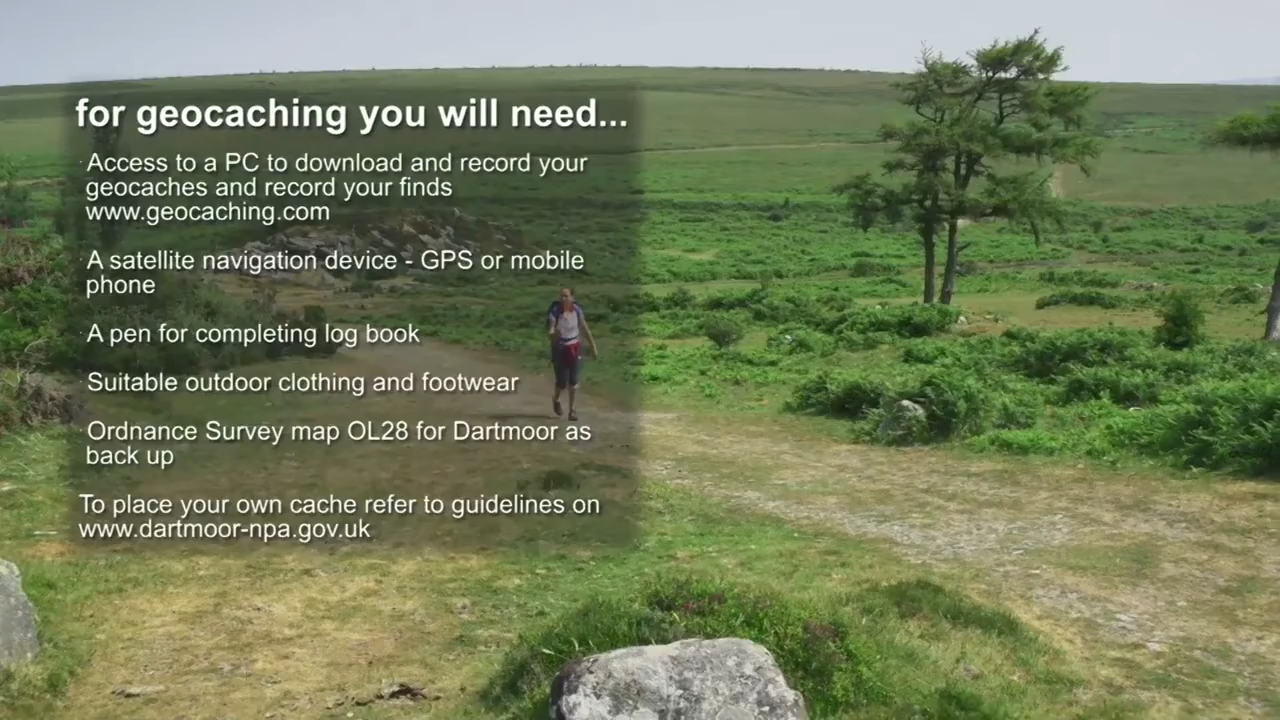 for geocaching you will need...
Access to a PC to download and record your
geocaches and record your finds
www.geocaching.com
A satellite navigation device - GPS or mobile
phone
A pen for completing log book
Suitable outdoor clothing and footwear
Ordnance Survey map OL28 for Dartmoor as
back up
To place your own cache refer to guidelines on
www.dartmoor-npa.gov.uk